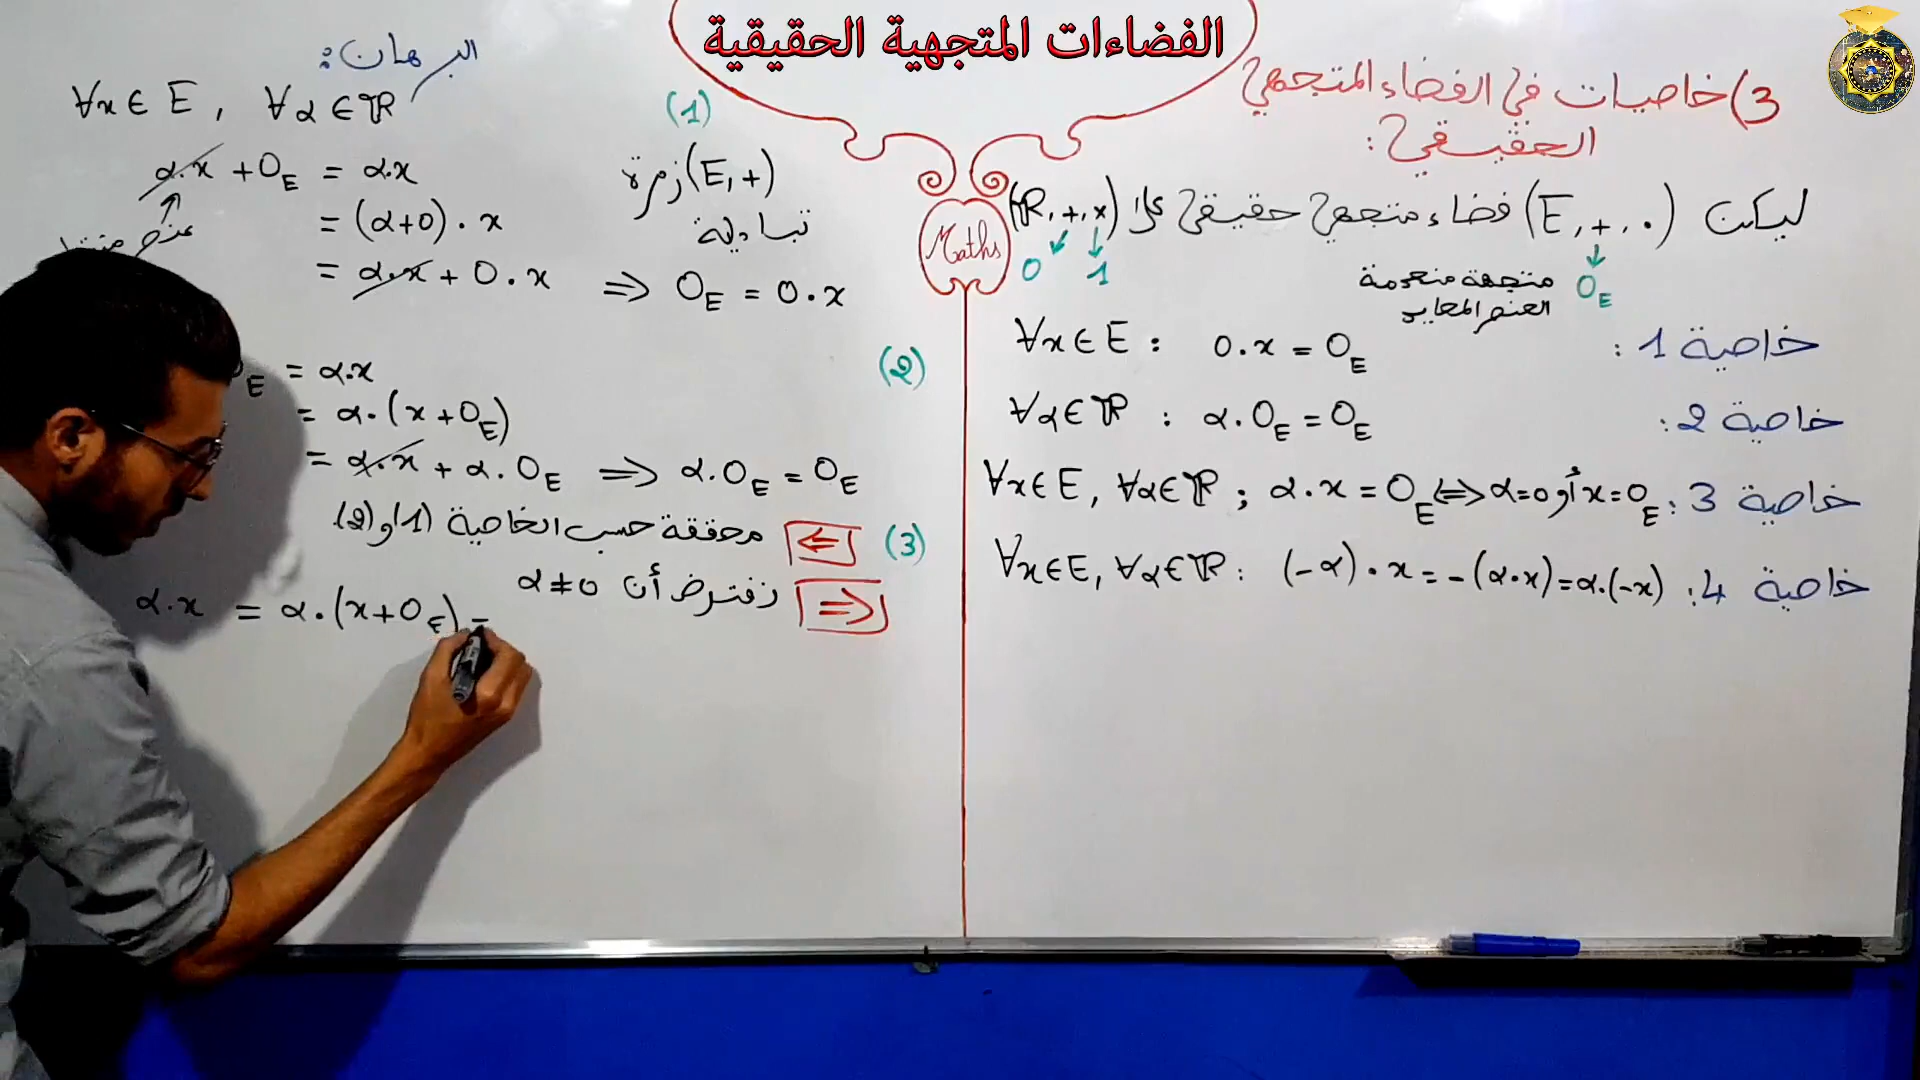 الفضاءات المتجهية الحقيقية
3) خاصيات في الفضاء المتجهي
الحقيقي :
ليكن (E, +, .) فضاء متجهي حقيقي على (ℝ, +, ×)
0 1
0_E متجهة منعدمة
العنصر المحايد
خاصية 1 : ∀x∈E : 0.x = 0_E
خاصية 2 : ∀α∈ℝ : α.0_E = 0_E
خاصية 3 : ∀x∈E, ∀α∈ℝ ; α.x = 0_E ⟺ α=0 أو x=0_E
خاصية 4 : ∀x∈E, ∀α∈ℝ : (-α).x = -(α.x) = α.(-x)
Maths
البرهان :
∀x∈E , ∀α∈ℝ
(1)
α.x + 0_E = α.x
(E,+) زمرة
تبادلية
= (α+0).x
= α.x + 0.x ⟹ 0_E = 0.x
(2)
_E = α.x
= α.(x+0_E)
= α.x + α.0_E ⟹ α.0_E = 0_E
(3) ⇐ محققة حسب الخاصية (1) و(2).
⇒ نفترض أن α≠0
α.x = α.(x+0_E) =